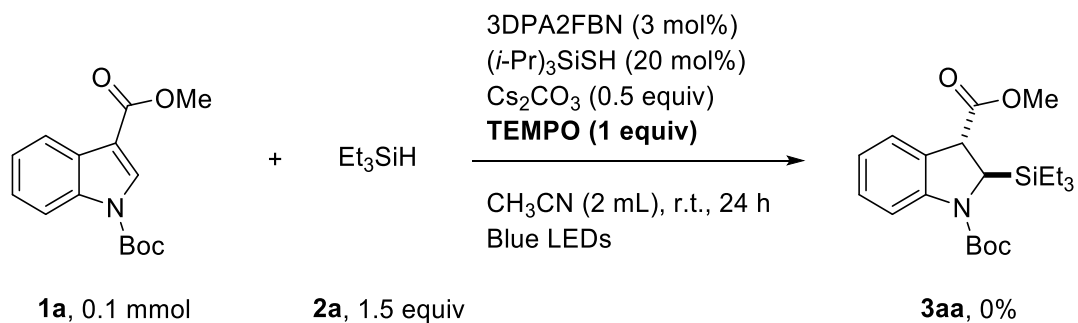 3DPA2FBN (3 mol%)
(i-Pr)3SiSH (20 mol%)
Cs2CO3 (0.5 equiv)
TEMPO (1 equiv)
O
OMe
N
Boc
+
Et3SiH
CH3CN (2 mL), r.t., 24 h
Blue LEDs
O
OMe
SiEt3
N
Boc
1a, 0.1 mmol
2a, 1.5 equiv
3aa, 0%